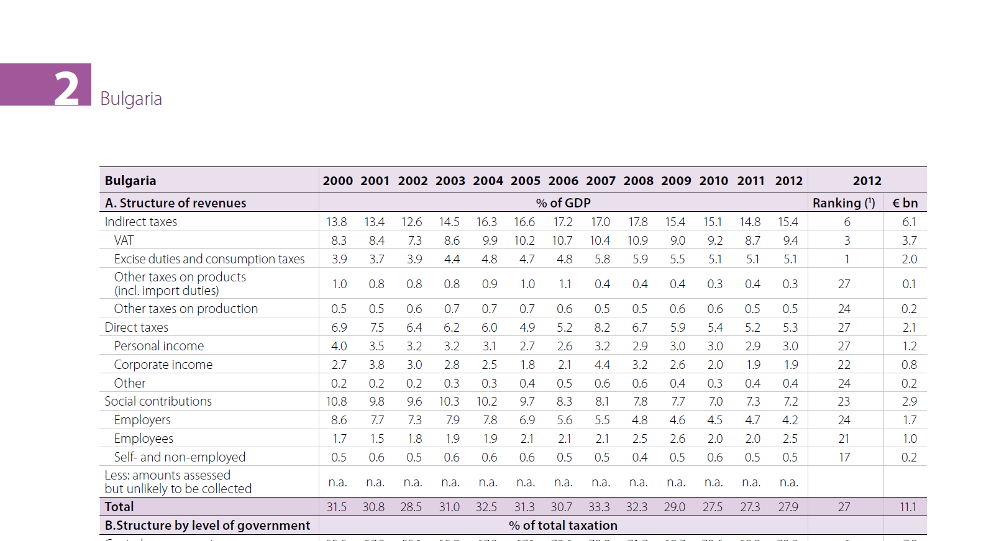 2
Bulgaria
Bulgaria 2000 2001 2002 2003 2004 2005 2006 2007 2008 2009 2010 2011 2012 2012
A. Structure of revenues % of GDP Ranking (¹) € bn
Indirect taxes 13.8 13.4 12.6 14.5 16.3 16.6 17.2 17.0 17.8 15.4 15.1 14.8 15.4 6 6.1
VAT 8.3 8.4 7.3 8.6 9.9 10.2 10.7 10.4 10.9 9.0 9.2 8.7 9.4 3 3.7
Excise duties and consumption taxes 3.9 3.7 3.9 4.4 4.8 4.7 4.8 5.8 5.9 5.5 5.1 5.1 5.1 1 2.0
Other taxes on products
(incl. import duties) 1.0 0.8 0.8 0.8 0.9 1.0 1.1 0.4 0.4 0.4 0.3 0.4 0.3 27 0.1
Other taxes on production 0.5 0.5 0.6 0.7 0.7 0.7 0.6 0.5 0.5 0.6 0.6 0.5 0.5 24 0.2
Direct taxes 6.9 7.5 6.4 6.2 6.0 4.9 5.2 8.2 6.7 5.9 5.4 5.2 5.3 27 2.1
Personal income 4.0 3.5 3.2 3.2 3.1 2.7 2.6 3.2 2.9 3.0 3.0 2.9 3.0 27 1.2
Corporate income 2.7 3.8 3.0 2.8 2.5 1.8 2.1 4.4 3.2 2.6 2.0 1.9 1.9 22 0.8
Other 0.2 0.2 0.2 0.3 0.3 0.4 0.5 0.6 0.6 0.4 0.3 0.4 0.4 24 0.2
Social contributions 10.8 9.8 9.6 10.3 10.2 9.7 8.3 8.1 7.8 7.7 7.0 7.3 7.2 23 2.9
Employers 8.6 7.7 7.3 7.9 7.8 6.9 5.6 5.5 4.8 4.6 4.5 4.7 4.2 24 1.7
Employees 1.7 1.5 1.8 1.9 1.9 2.1 2.1 2.1 2.5 2.6 2.0 2.0 2.5 21 1.0
Self- and non-employed 0.5 0.6 0.5 0.6 0.6 0.6 0.5 0.5 0.4 0.5 0.6 0.5 0.5 17 0.2
Less: amounts assessed
but unlikely to be collected n.a. n.a. n.a. n.a. n.a. n.a. n.a. n.a. n.a. n.a. n.a. n.a. n.a.
Total 31.5 30.8 28.5 31.0 32.5 31.3 30.7 33.3 32.3 29.0 27.5 27.3 27.9 27 11.1
B.Structure by level of government % of total taxation